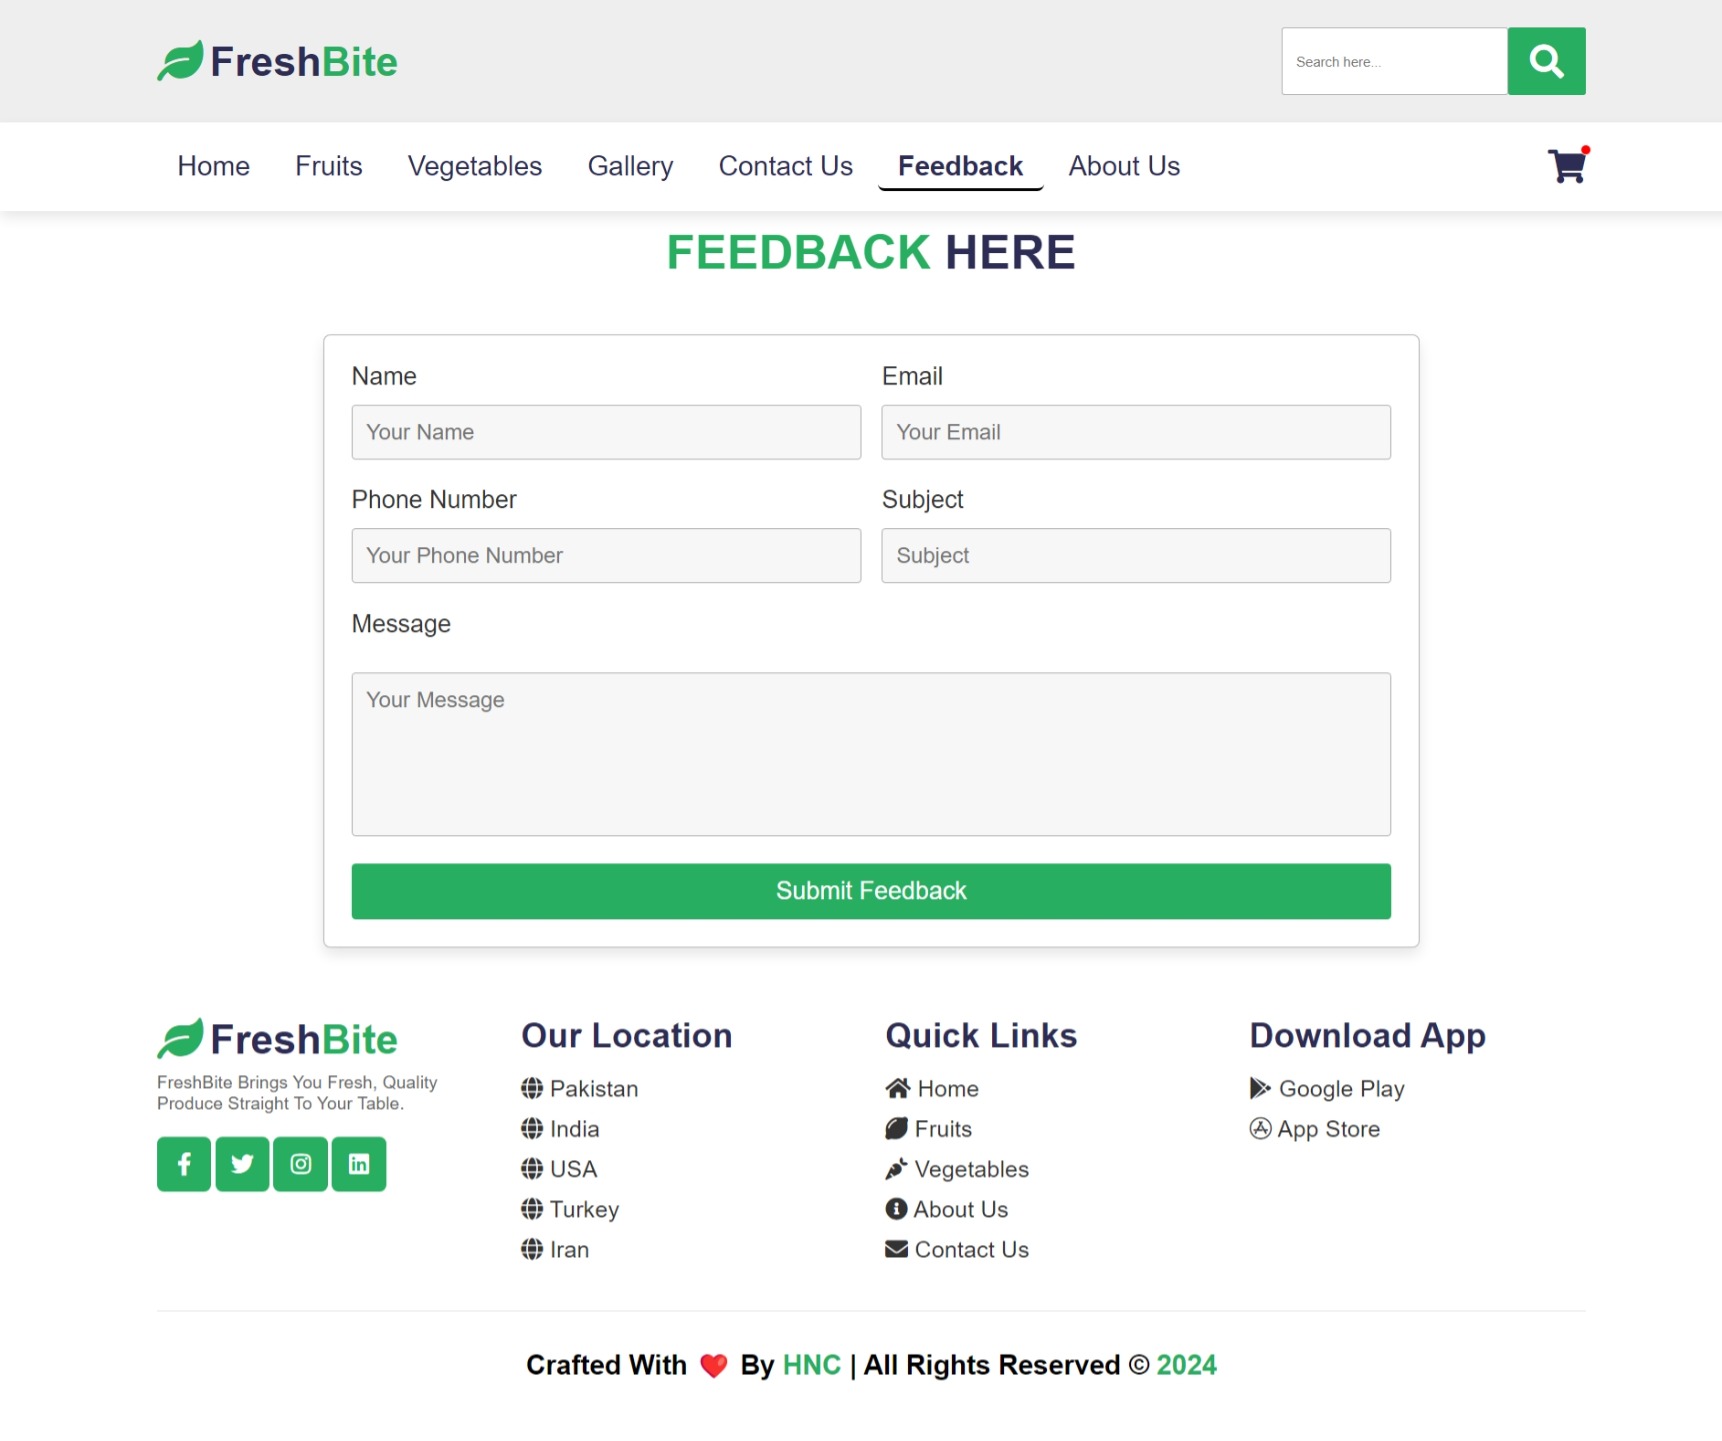 FreshBite
Search here...
Home Fruits Vegetables Gallery Contact Us Feedback About Us
FEEDBACK HERE
Name
Your Name
Email
Your Email
Phone Number
Your Phone Number
Subject
Subject
Message
Your Message
Submit Feedback
FreshBite
FreshBite Brings You Fresh, Quality
Produce Straight To Your Table.
Our Location
Pakistan
India
USA
Turkey
Iran
Quick Links
Home
Fruits
Vegetables
About Us
Contact Us
Download App
Google Play
App Store
Crafted With ❤️ By HNC | All Rights Reserved © 2024